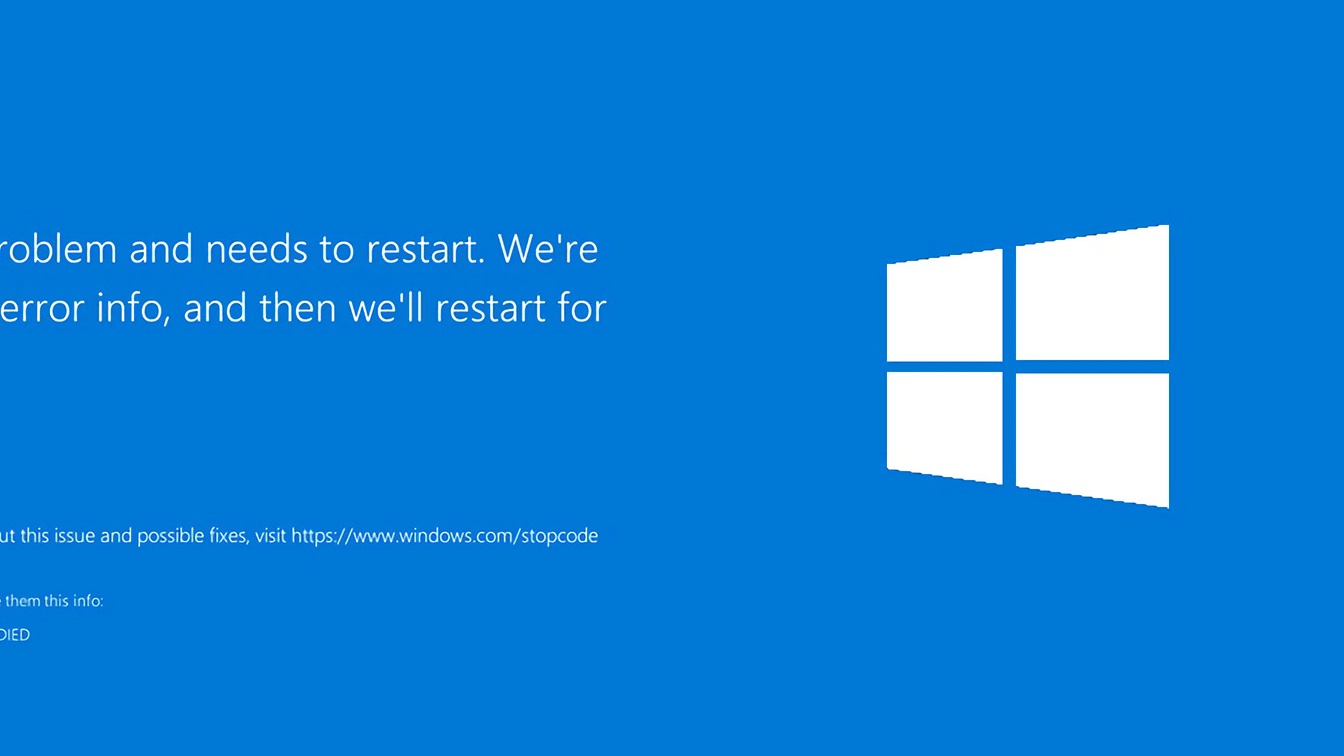 roblem and needs to restart. We're
error info, and then we'll restart for
ut this issue and possible fixes, visit https://www.windows.com/stopcode
e them this info:
DIED